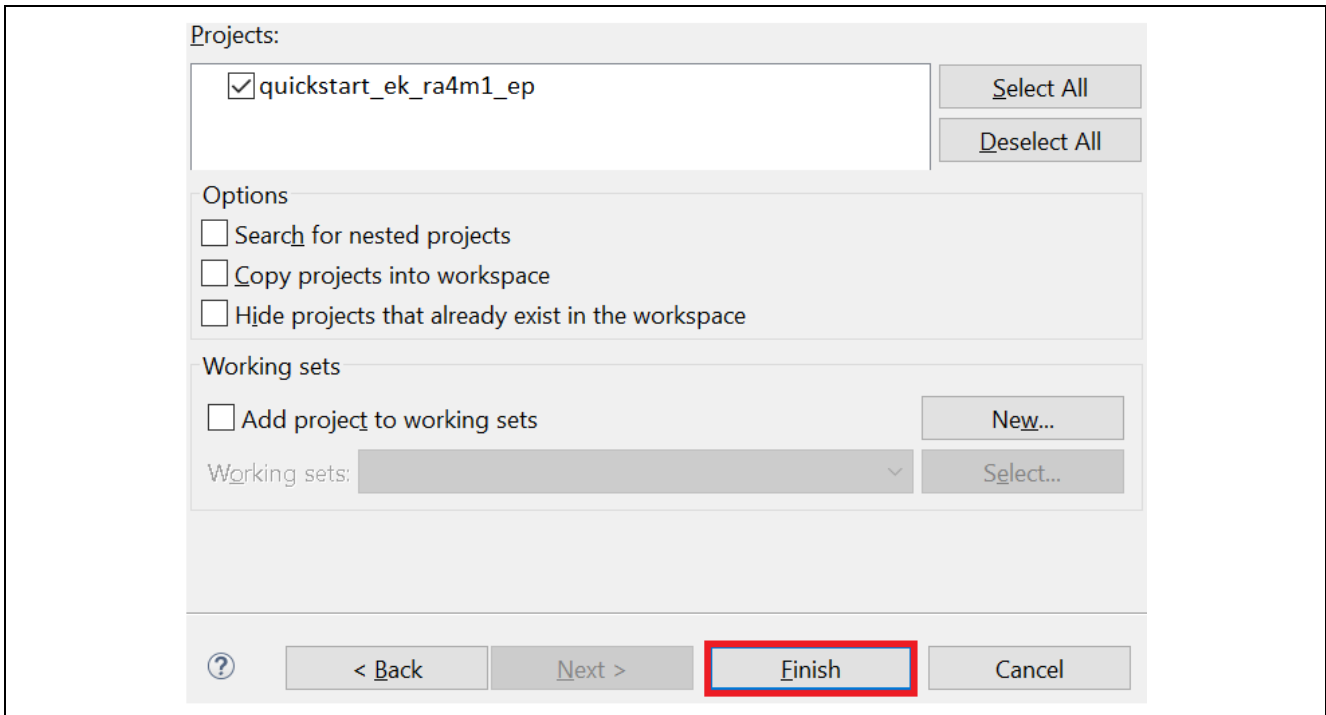 Projects:
quickstart_ek_ra4m1_ep
Select All
Deselect All
Options
Search for nested projects
Copy projects into workspace
Hide projects that already exist in the workspace
Working sets
Add project to working sets
New...
Working sets:
Select...
?
< Back
Next >
Finish
Cancel